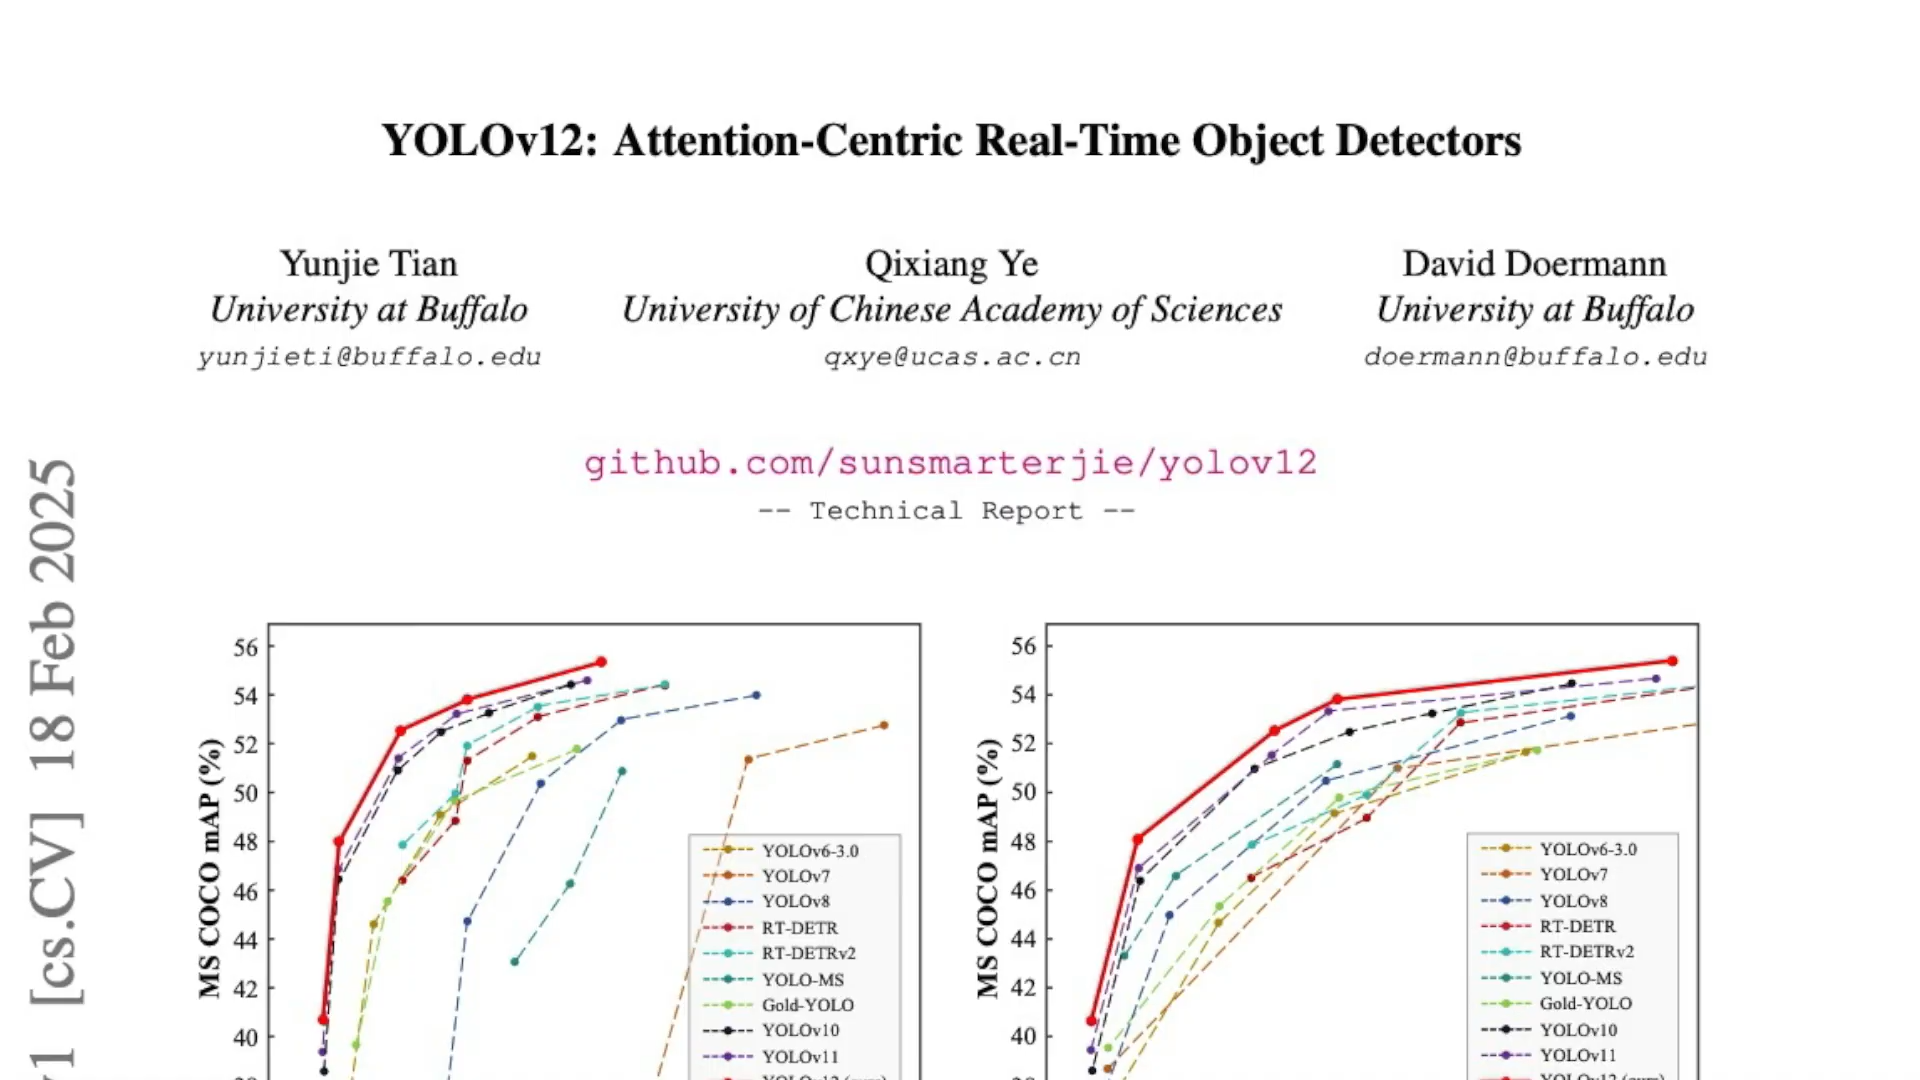 YOLOv12: Attention-Centric Real-Time Object Detectors
Yunjie Tian
University at Buffalo
yunjieti@buffalo.edu
Qixiang Ye
University of Chinese Academy of Sciences
qxye@ucas.ac.cn
David Doermann
University at Buffalo
doermann@buffalo.edu
github.com/sunsmarterjie/yolov12
-- Technical Report --
[cs.CV] 18 Feb 2025
MS COCO mAP (%)
56
54
52
50
48
46
44
42
40
YOLOv6-3.0
YOLOv7
YOLOv8
RT-DETR
RT-DETRv2
YOLO-MS
Gold-YOLO
YOLOv10
YOLOv11
MS COCO mAP (%)
56
54
52
50
48
46
44
42
40
YOLOv6-3.0
YOLOv7
YOLOv8
RT-DETR
RT-DETRv2
YOLO-MS
Gold-YOLO
YOLOv10
YOLOv11